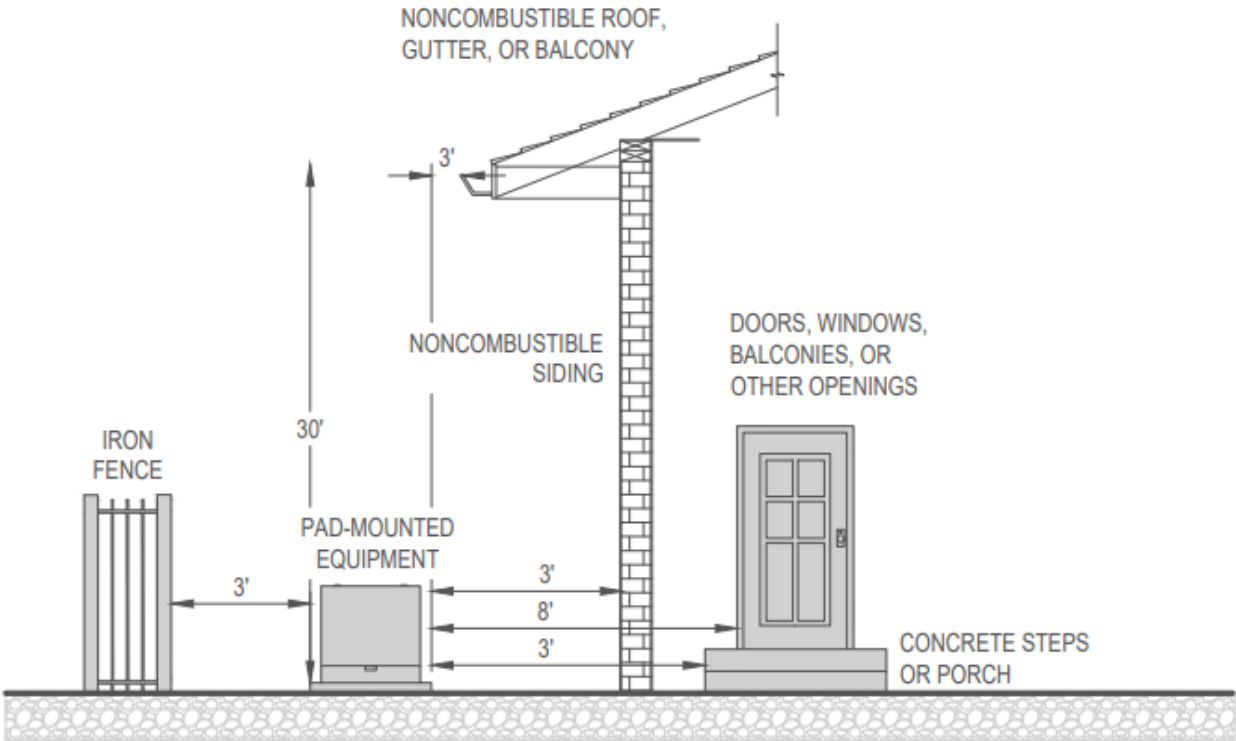 NONCOMBUSTIBLE ROOF,
GUTTER, OR BALCONY
3'
NONCOMBUSTIBLE
SIDING
DOORS, WINDOWS,
BALCONIES, OR
OTHER OPENINGS
30'
IRON
FENCE
PAD-MOUNTED
EQUIPMENT
3'
3'
8'
3'
CONCRETE STEPS
OR PORCH